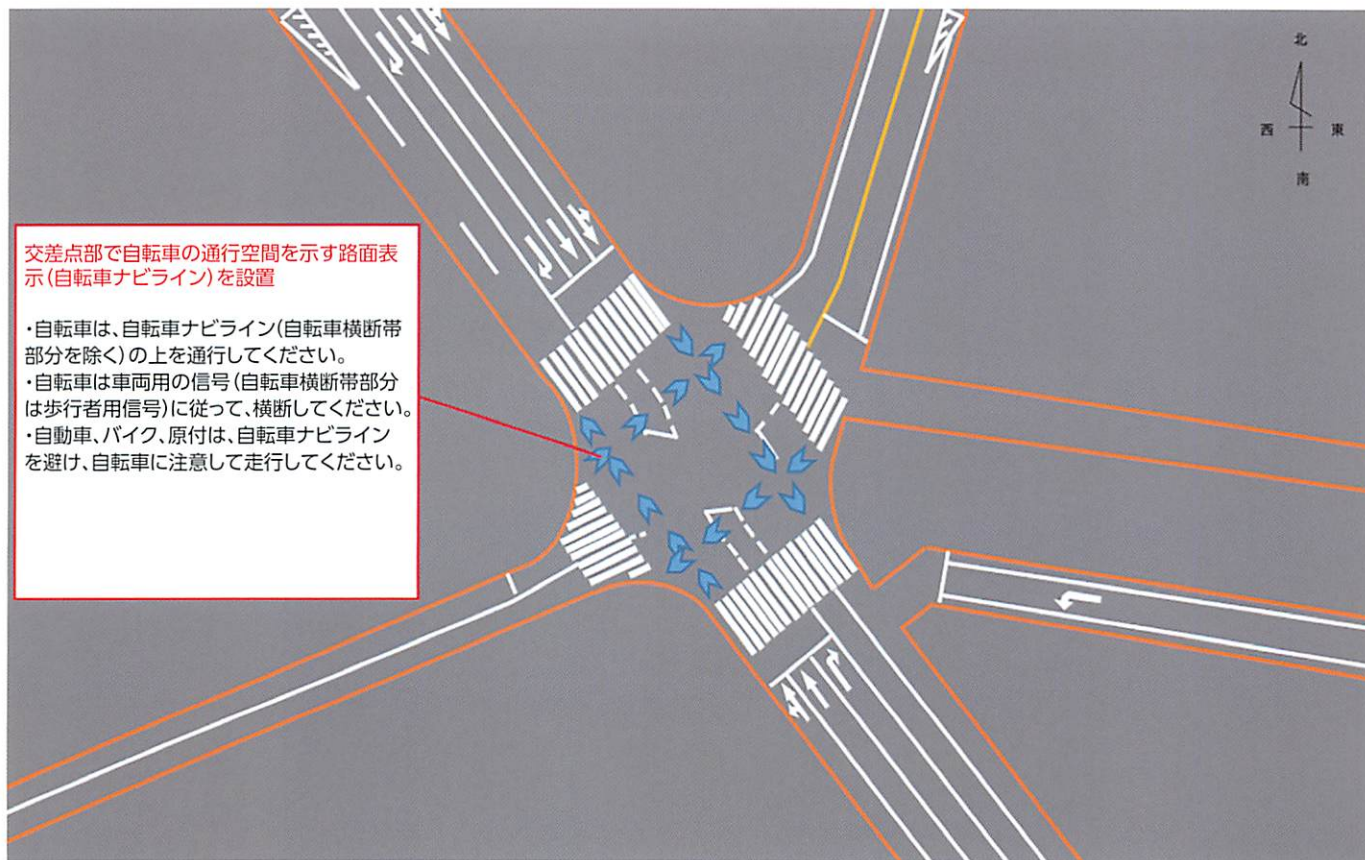 北
西
東
南
交差点部で自転車の通行空間を示す路面表
示(自転車ナビライン)を設置
・自転車は、自転車ナビライン(自転車横断帯
部分を除く)の上を通行してください。
・自転車は車両用の信号(自転車横断帯部分
は歩行者用信号)に従って、横断してください。
・自動車、バイク、原付は、自転車ナビライン
を避け、自転車に注意して走行してください。